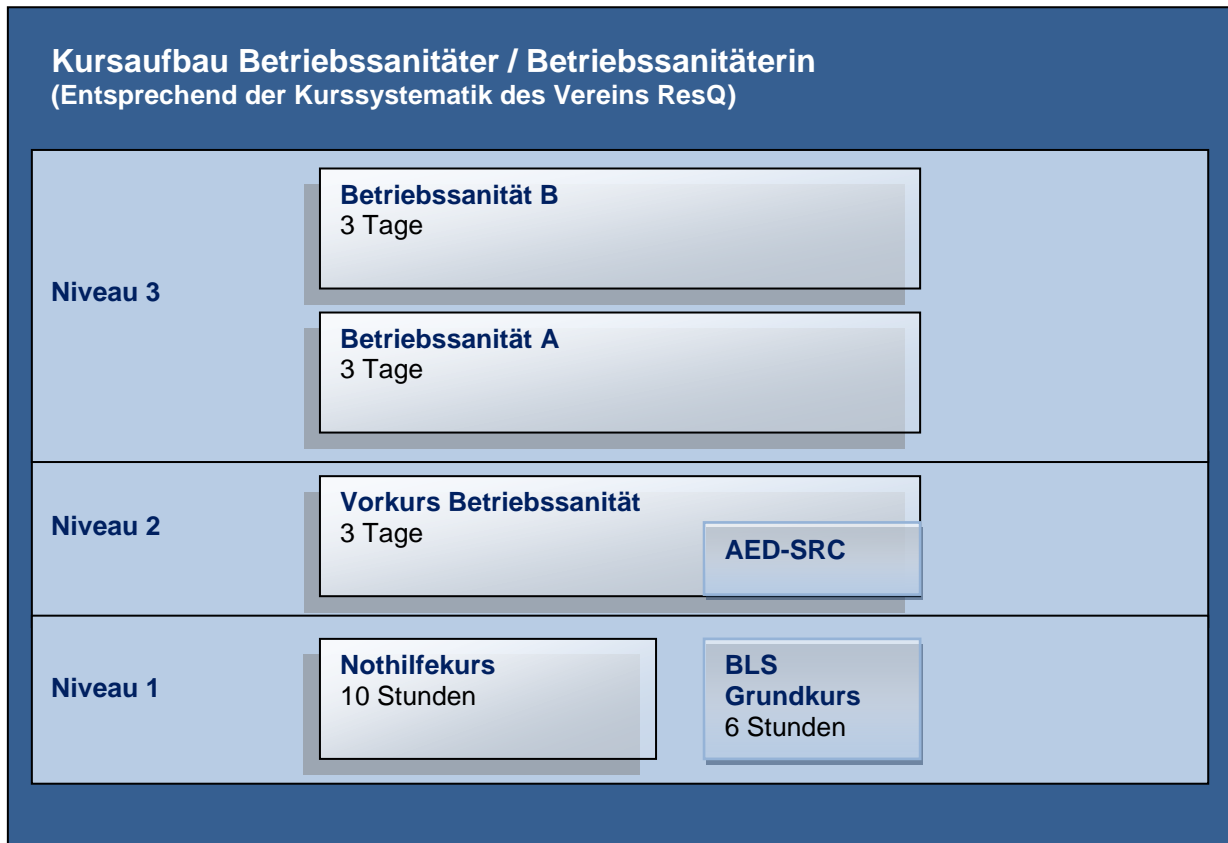 Kursaufbau Betriebssanitäter / Betriebssanitäterin
(Entsprechend der Kurssystematik des Vereins ResQ)
Niveau 3
Betriebssanität B
3 Tage
Betriebssanität A
3 Tage
Niveau 2
Vorkurs Betriebssanität
3 Tage
AED-SRC
Niveau 1
Nothilfekurs
10 Stunden
BLS
Grundkurs
6 Stunden